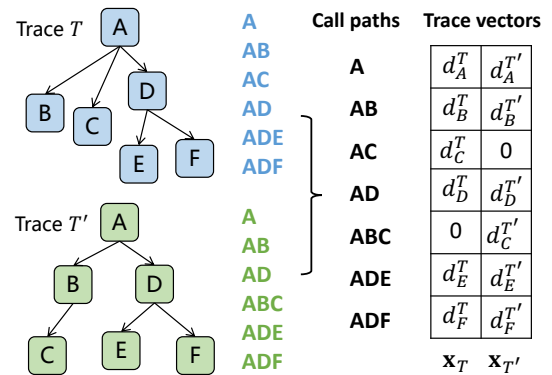 Trace T
A
B
C
D
E
F
A
AB
AC
AD
ADE
ADF
Trace T′
A
B
D
C
E
F
A
AB
AD
ABC
ADE
ADF
Call paths
Trace vectors
A d_A^T d_A^{T′}
AB d_B^T d_B^{T′}
AC d_C^T 0
AD d_D^T d_D^{T′}
ABC 0 d_C^{T′}
ADE d_E^T d_E^{T′}
ADF d_F^T d_F^{T′}
x_T x_{T′}